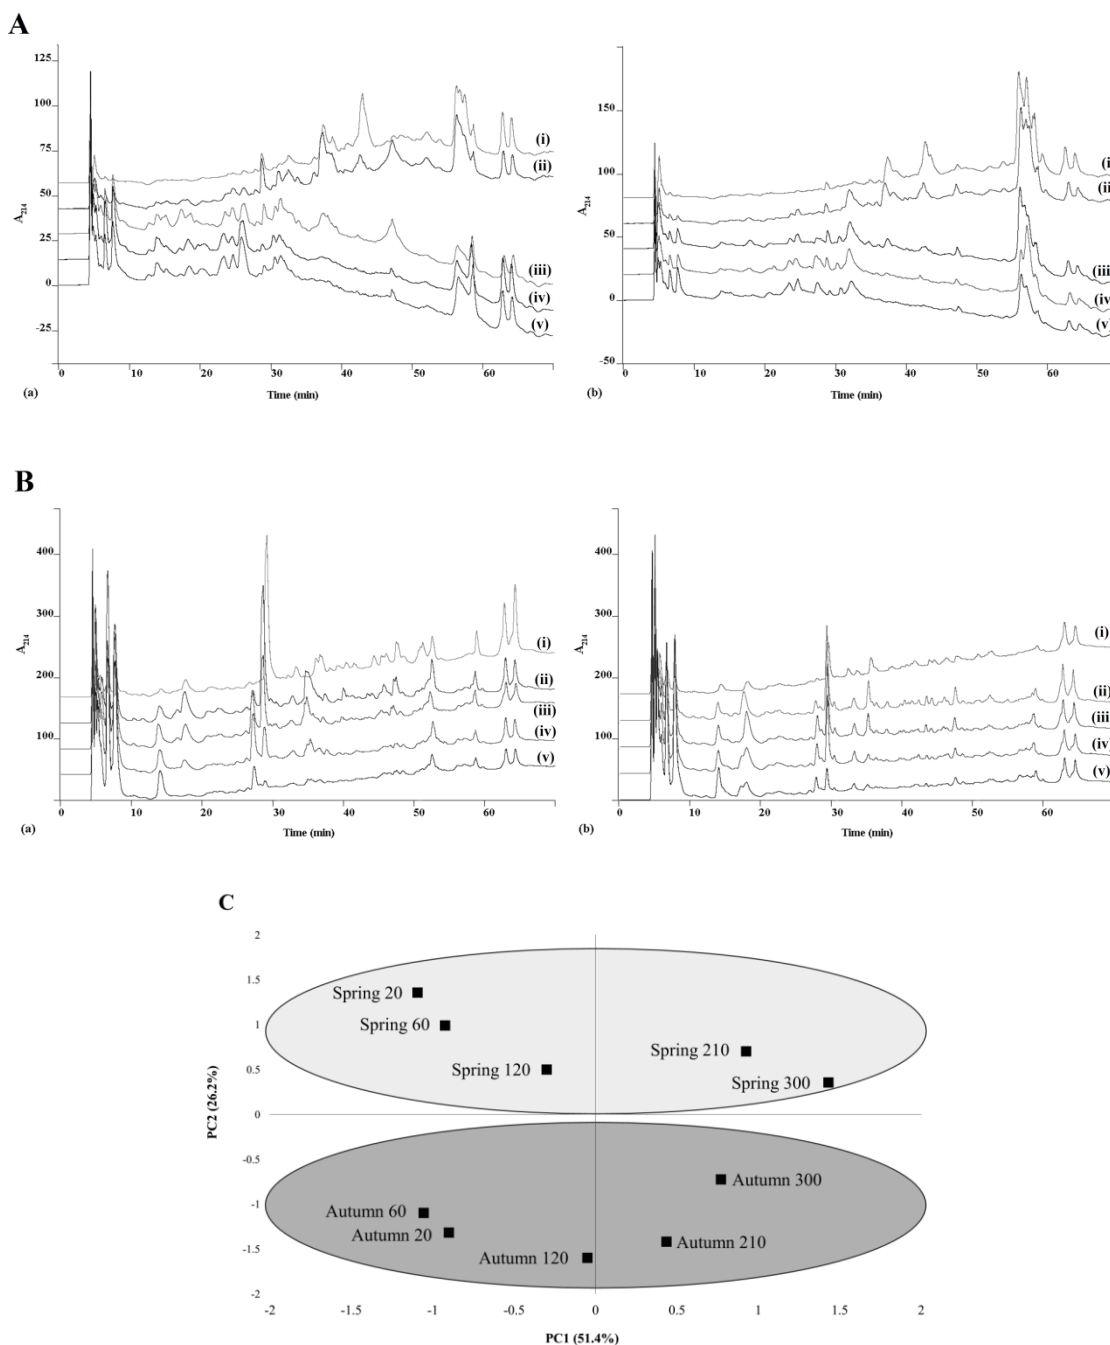 A
125
100
75
50
25
0
-25
A214
0 10 20 30 40 50 60
Time (min)
(a)
(i)
(ii)
(iii)
(iv)
(v)
150
100
50
0
-50
A214
0 10 20 30 40 50 60
Time (min)
(b)
(i
(ii
(iii
(iv
(v
B
400
300
200
100
A214
0 10 20 30 40 50 60
Time (min)
(a)
(i)
(ii)
(iii)
(iv)
(v)
400
300
200
100
A214
0 10 20 30 40 50 60
Time (min)
(b)
(i)
(ii)
(iii)
(iv)
(v)
C
2
1.5
1
0.5
0
-0.5
-1
-1.5
-2
PC2 (26.2%)
Spring 20
Spring 60
Spring 120
Spring 210
Spring 300
Autumn 300
Autumn 60
Autumn 20
Autumn 210
Autumn 120
-2 -1 -0.5 0 0.5 1 1.5 2
PC1 (51.4%)